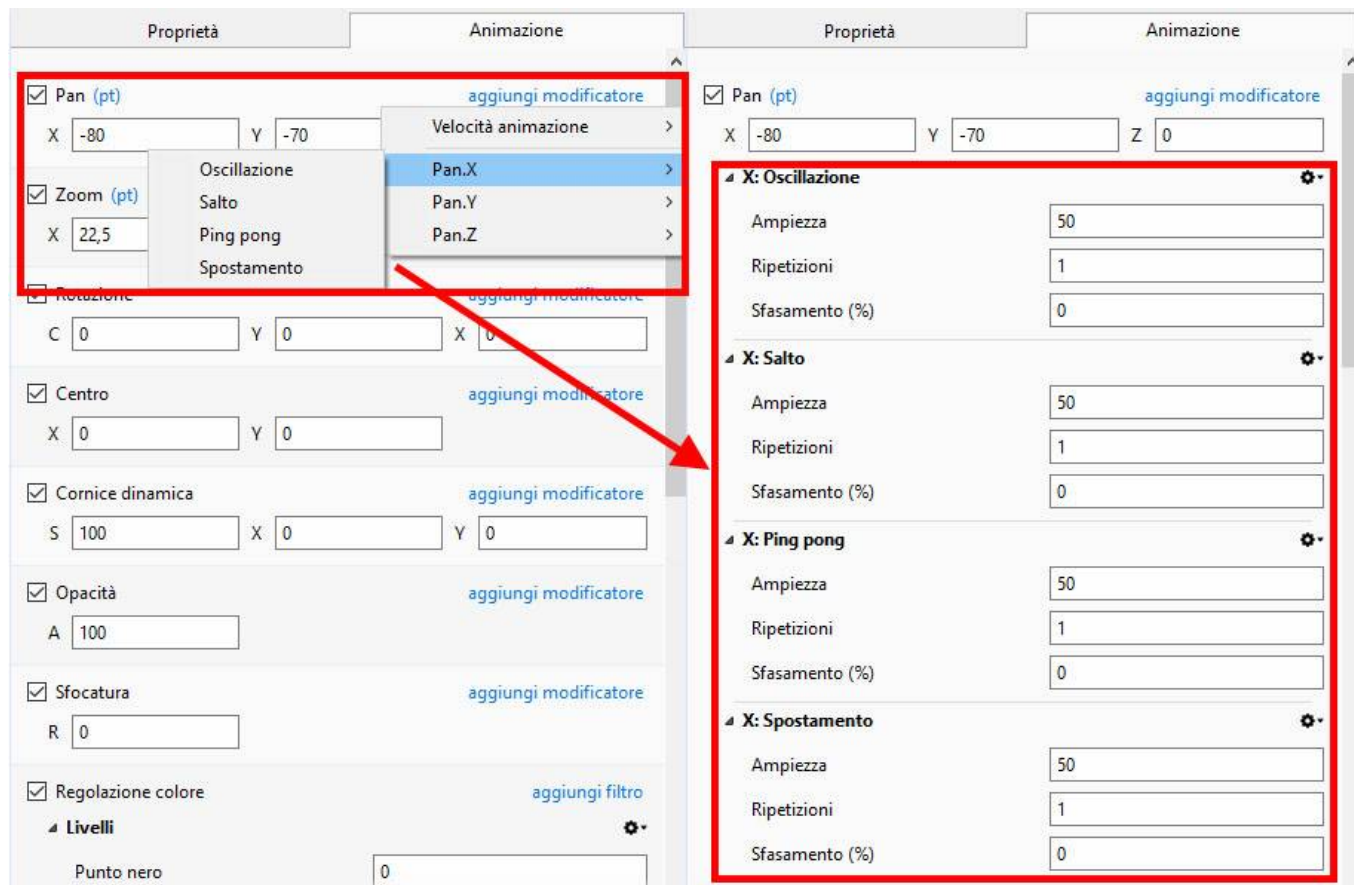 Proprietà Animazione
Pan (pt) aggiungi modificatore
X -80 Y -70
Velocità animazione
Pan.X
Pan.Y
Pan.Z
Oscillazione
Salto
Ping pong
Spostamento
Zoom (pt)
X 22,5
Rotazione aggiungi modificatore
C 0 Y 0 X 0
Centro aggiungi modificatore
X 0 Y 0
Cornice dinamica aggiungi modificatore
S 100 X 0 Y 0
Opacità aggiungi modificatore
A 100
Sfocatura aggiungi modificatore
R 0
Regolazione colore aggiungi filtro
Livelli
Punto nero 0
Proprietà Animazione
Pan (pt) aggiungi modificatore
X -80 Y -70 Z 0
X: Oscillazione
Ampiezza 50
Ripetizioni 1
Sfasamento (%) 0
X: Salto
Ampiezza 50
Ripetizioni 1
Sfasamento (%) 0
X: Ping pong
Ampiezza 50
Ripetizioni 1
Sfasamento (%) 0
X: Spostamento
Ampiezza 50
Ripetizioni 1
Sfasamento (%) 0